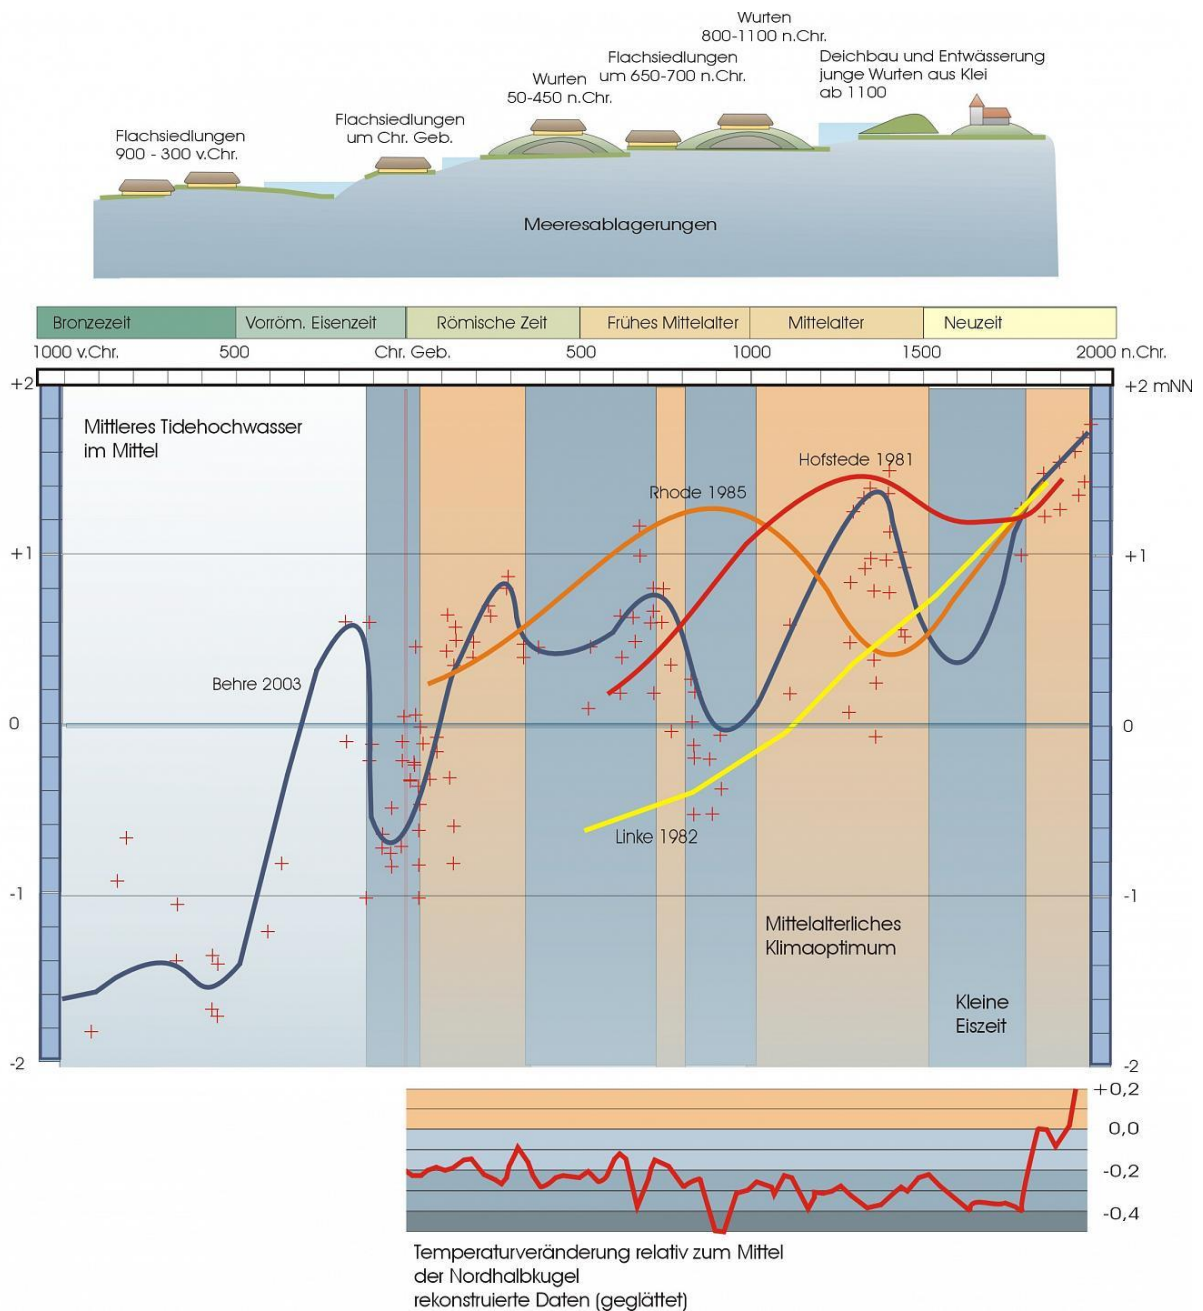 Wurten
800-1100 n.Chr.
Flachsiedlungen
um 650-700 n.Chr.
Deichbau und Entwässerung
junge Wurten aus Klei
ab 1100
Wurten
50-450 n.Chr.
Flachsiedlungen
um Chr. Geb.
Flachsiedlungen
900 - 300 v.Chr.
Meeresablagerungen
Bronzezeit Vorröm. Eisenzeit Römische Zeit Frühes Mittelalter Mittelalter Neuzeit
1000 v.Chr. 500 Chr. Geb. 500 1000 1500 2000 n.Chr.
+2 +2 mNN
Mittleres Tidehochwasser
im Mittel
Hofstede 1981
Rhode 1985
+1 +1
Behre 2003
0 0
Linke 1982
-1 -1
Mittelalterliches
Klimaoptimum
Kleine
Eiszeit
-2 -2
+0,2
0,0
-0,2
-0,4
Temperaturveränderung relativ zum Mittel
der Nordhalbkugel
rekonstruierte Daten (geglättet)